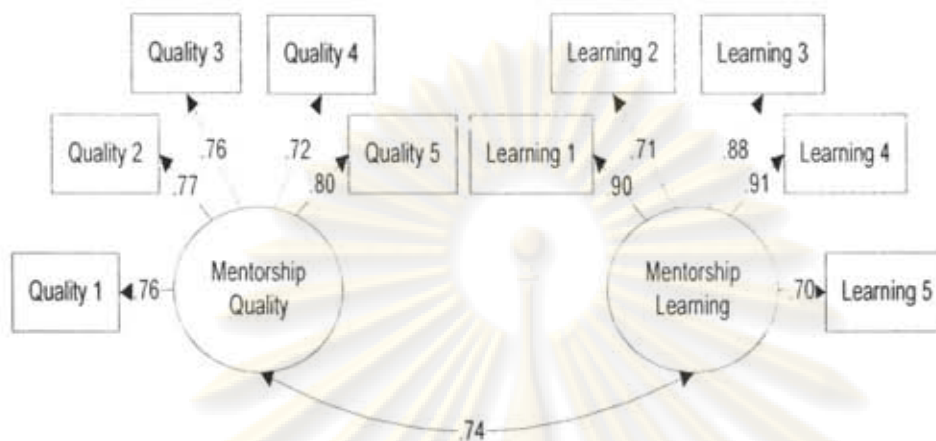 Quality 3
Quality 4
Learning 2
Learning 3
Quality 2
Quality 5
Learning 1
Learning 4
.76
.72
.71
.88
.77
.80
.90
.91
Quality 1
.76
Mentorship
Quality
Mentorship
Learning
.70
Learning 5
.74